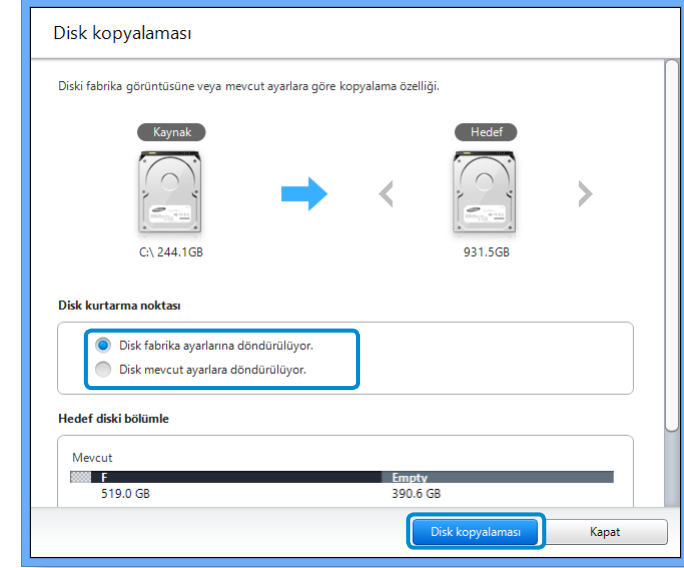 Disk kopyalaması
Diski fabrika görüntüsüne veya mevcut ayarlara göre kopyalama özelliği.
Kaynak
Hedef
C:\ 244.1GB
931.5GB
Disk kurtarma noktası
Disk fabrika ayarlarına döndürülüyor.
Disk mevcut ayarlara döndürülüyor.
Hedef diski bölümle
Mevcut
F
Empty
519.0 GB
390.6 GB
Disk kopyalaması
Kapat